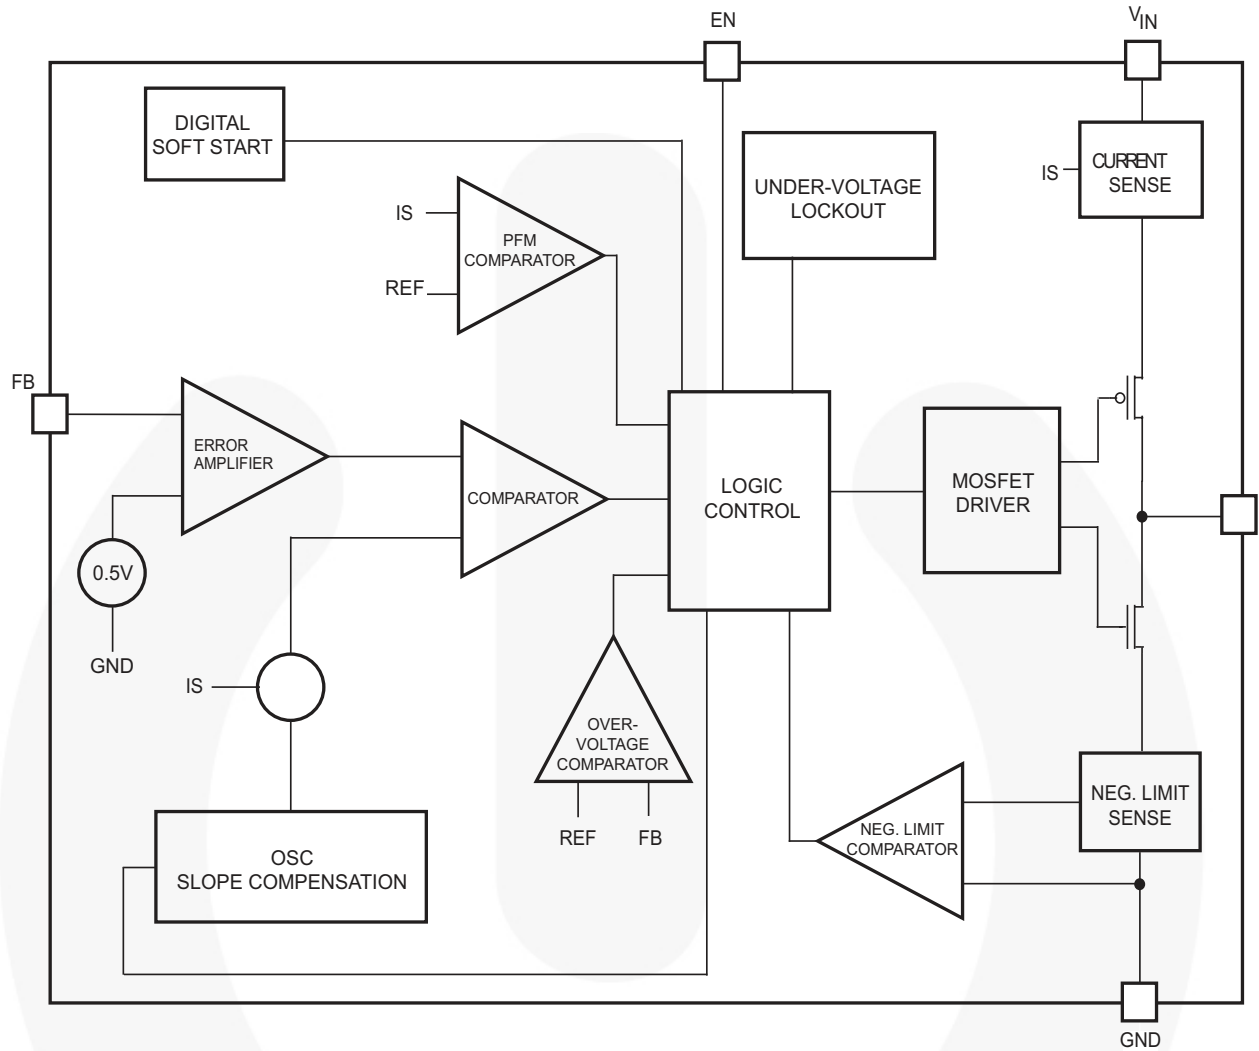 EN
VIN
DIGITAL
SOFT START
UNDER-VOLTAGE
LOCKOUT
IS
CURRENT
SENSE
IS
PFM
COMPARATOR
REF
FB
ERROR
AMPLIFIER
COMPARATOR
LOGIC
CONTROL
MOSFET
DRIVER
0.5V
GND
IS
OVER-
VOLTAGE
COMPARATOR
REF
FB
NEG. LIMIT
COMPARATOR
NEG. LIMIT
SENSE
OSC
SLOPE COMPENSATION
GND